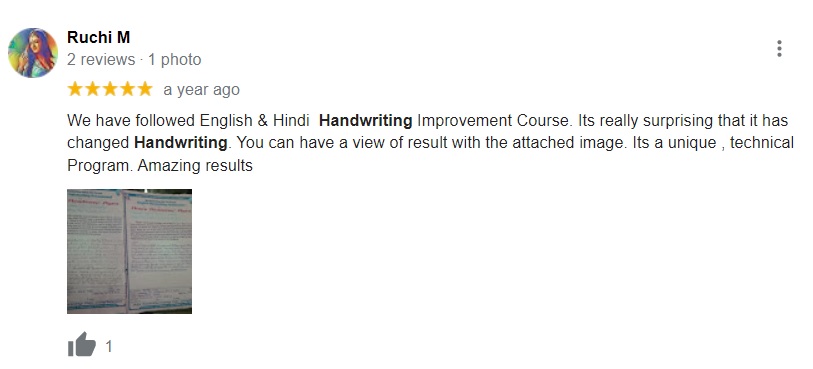 Ruchi M
2 reviews · 1 photo
a year ago
We have followed English & Hindi  Handwriting Improvement Course. Its really surprising that it has
changed Handwriting. You can have a view of result with the attached image. Its a unique , technical
Program. Amazing results
1